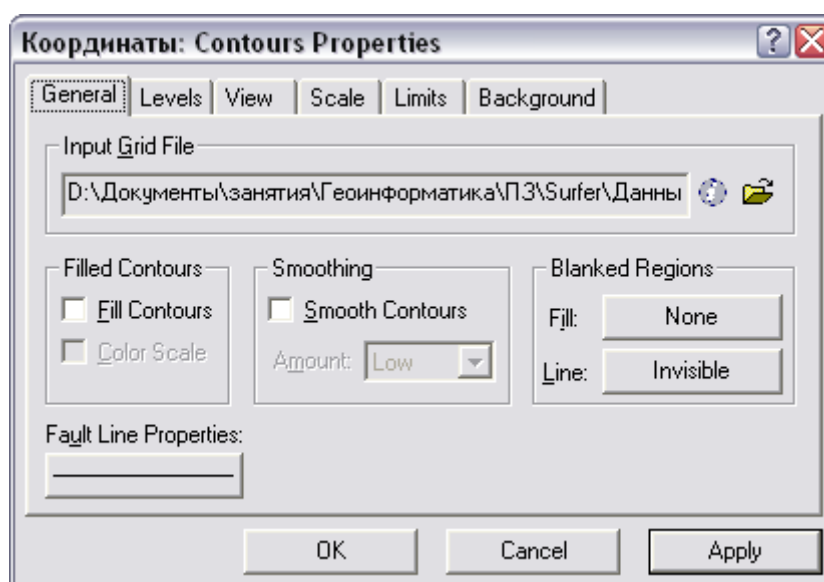 Координаты: Contours Properties
General Levels View Scale Limits Background
Input Grid File
D:\Документы\занятия\Геоинформатика\ПЗ\Surfer\Данны
Filled Contours
Fill Contours
Color Scale
Smoothing
Smooth Contours
Amount: Low
Blanked Regions
Fill: None
Line: Invisible
Fault Line Properties:
OK Cancel Apply